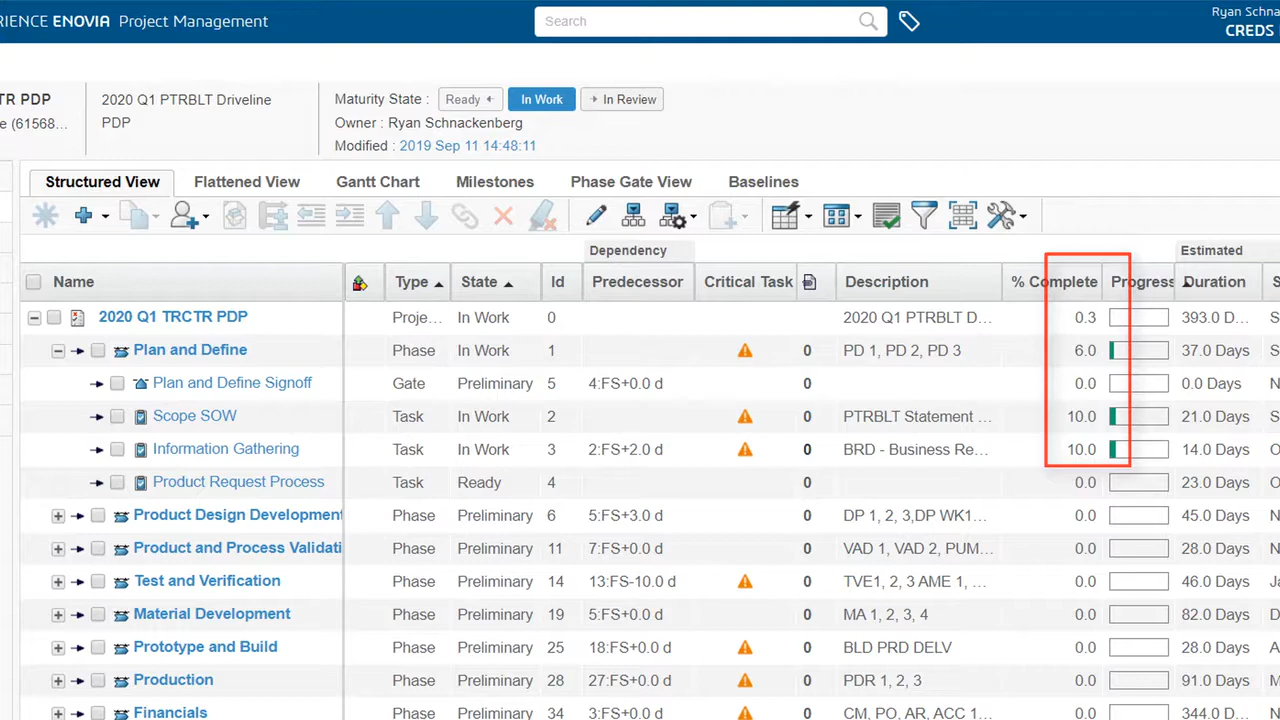 RIENCE ENOVIA Project Management
Search
Ryan Schna
CREDS
TR PDP
e (61568...
2020 Q1 PTRBLT Driveline
PDP
Maturity State : Ready In Work In Review
Owner : Ryan Schnackenberg
Modified : 2019 Sep 11 14:48:11
Structured View Flattened View Gantt Chart Milestones Phase Gate View Baselines
Dependency Estimated
Name Type State Id Predecessor Critical Task Description % Complete Progress Duration S
2020 Q1 TRCTR PDP Proje... In Work 0 2020 Q1 PTRBLT D... 0.3 393.0 D... S
Plan and Define Phase In Work 1 0 PD 1, PD 2, PD 3 6.0 37.0 Days S
Plan and Define Signoff Gate Preliminary 5 4:FS+0.0 d 0 0.0 0.0 Days N
Scope SOW Task In Work 2 0 PTRBLT Statement ... 10.0 21.0 Days S
Information Gathering Task In Work 3 2:FS+2.0 d 0 BRD - Business Re... 10.0 14.0 Days O
Product Request Process Task Ready 4 0 0.0 23.0 Days O
Product Design Development Phase Preliminary 6 5:FS+3.0 d 0 DP 1, 2, 3,DP WK1... 0.0 45.0 Days N
Product and Process Validati Phase Preliminary 11 7:FS+0.0 d 0 VAD 1, VAD 2, PUM... 0.0 28.0 Days N
Test and Verification Phase Preliminary 14 13:FS-10.0 d 0 TVE1, 2, 3 AME 1, ... 0.0 46.0 Days Ja
Material Development Phase Preliminary 19 5:FS+0.0 d 0 MA 1, 2, 3, 4 0.0 82.0 Days D
Prototype and Build Phase Preliminary 25 18:FS+0.0 d 0 BLD PRD DELV 0.0 28.0 Days A
Production Phase Preliminary 28 27:FS+0.0 d 0 PDR 1, 2, 3 0.0 91.0 Days M
Financials Phase Preliminary 34 3:FS+0.0 d 0 CM, PO, AR, ACC 1... 0.0 344.0 D... O